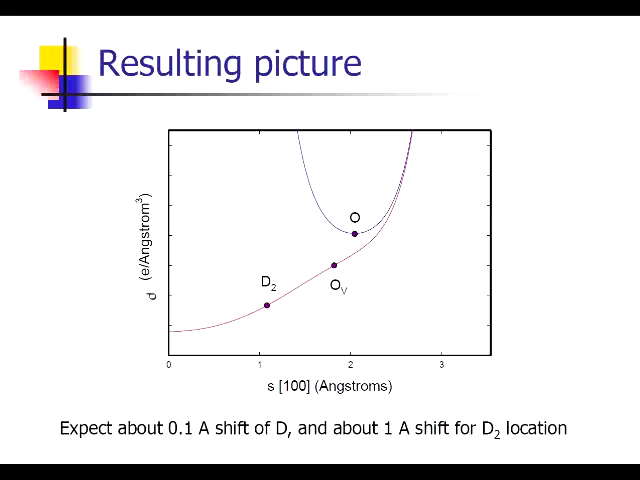 Resulting picture
O
D₂
Oᵥ
d (e/Angstrom³)
0 1 2 3
s [100] (Angstroms)
Expect about 0.1 A shift of D, and about 1 A shift for D₂ location